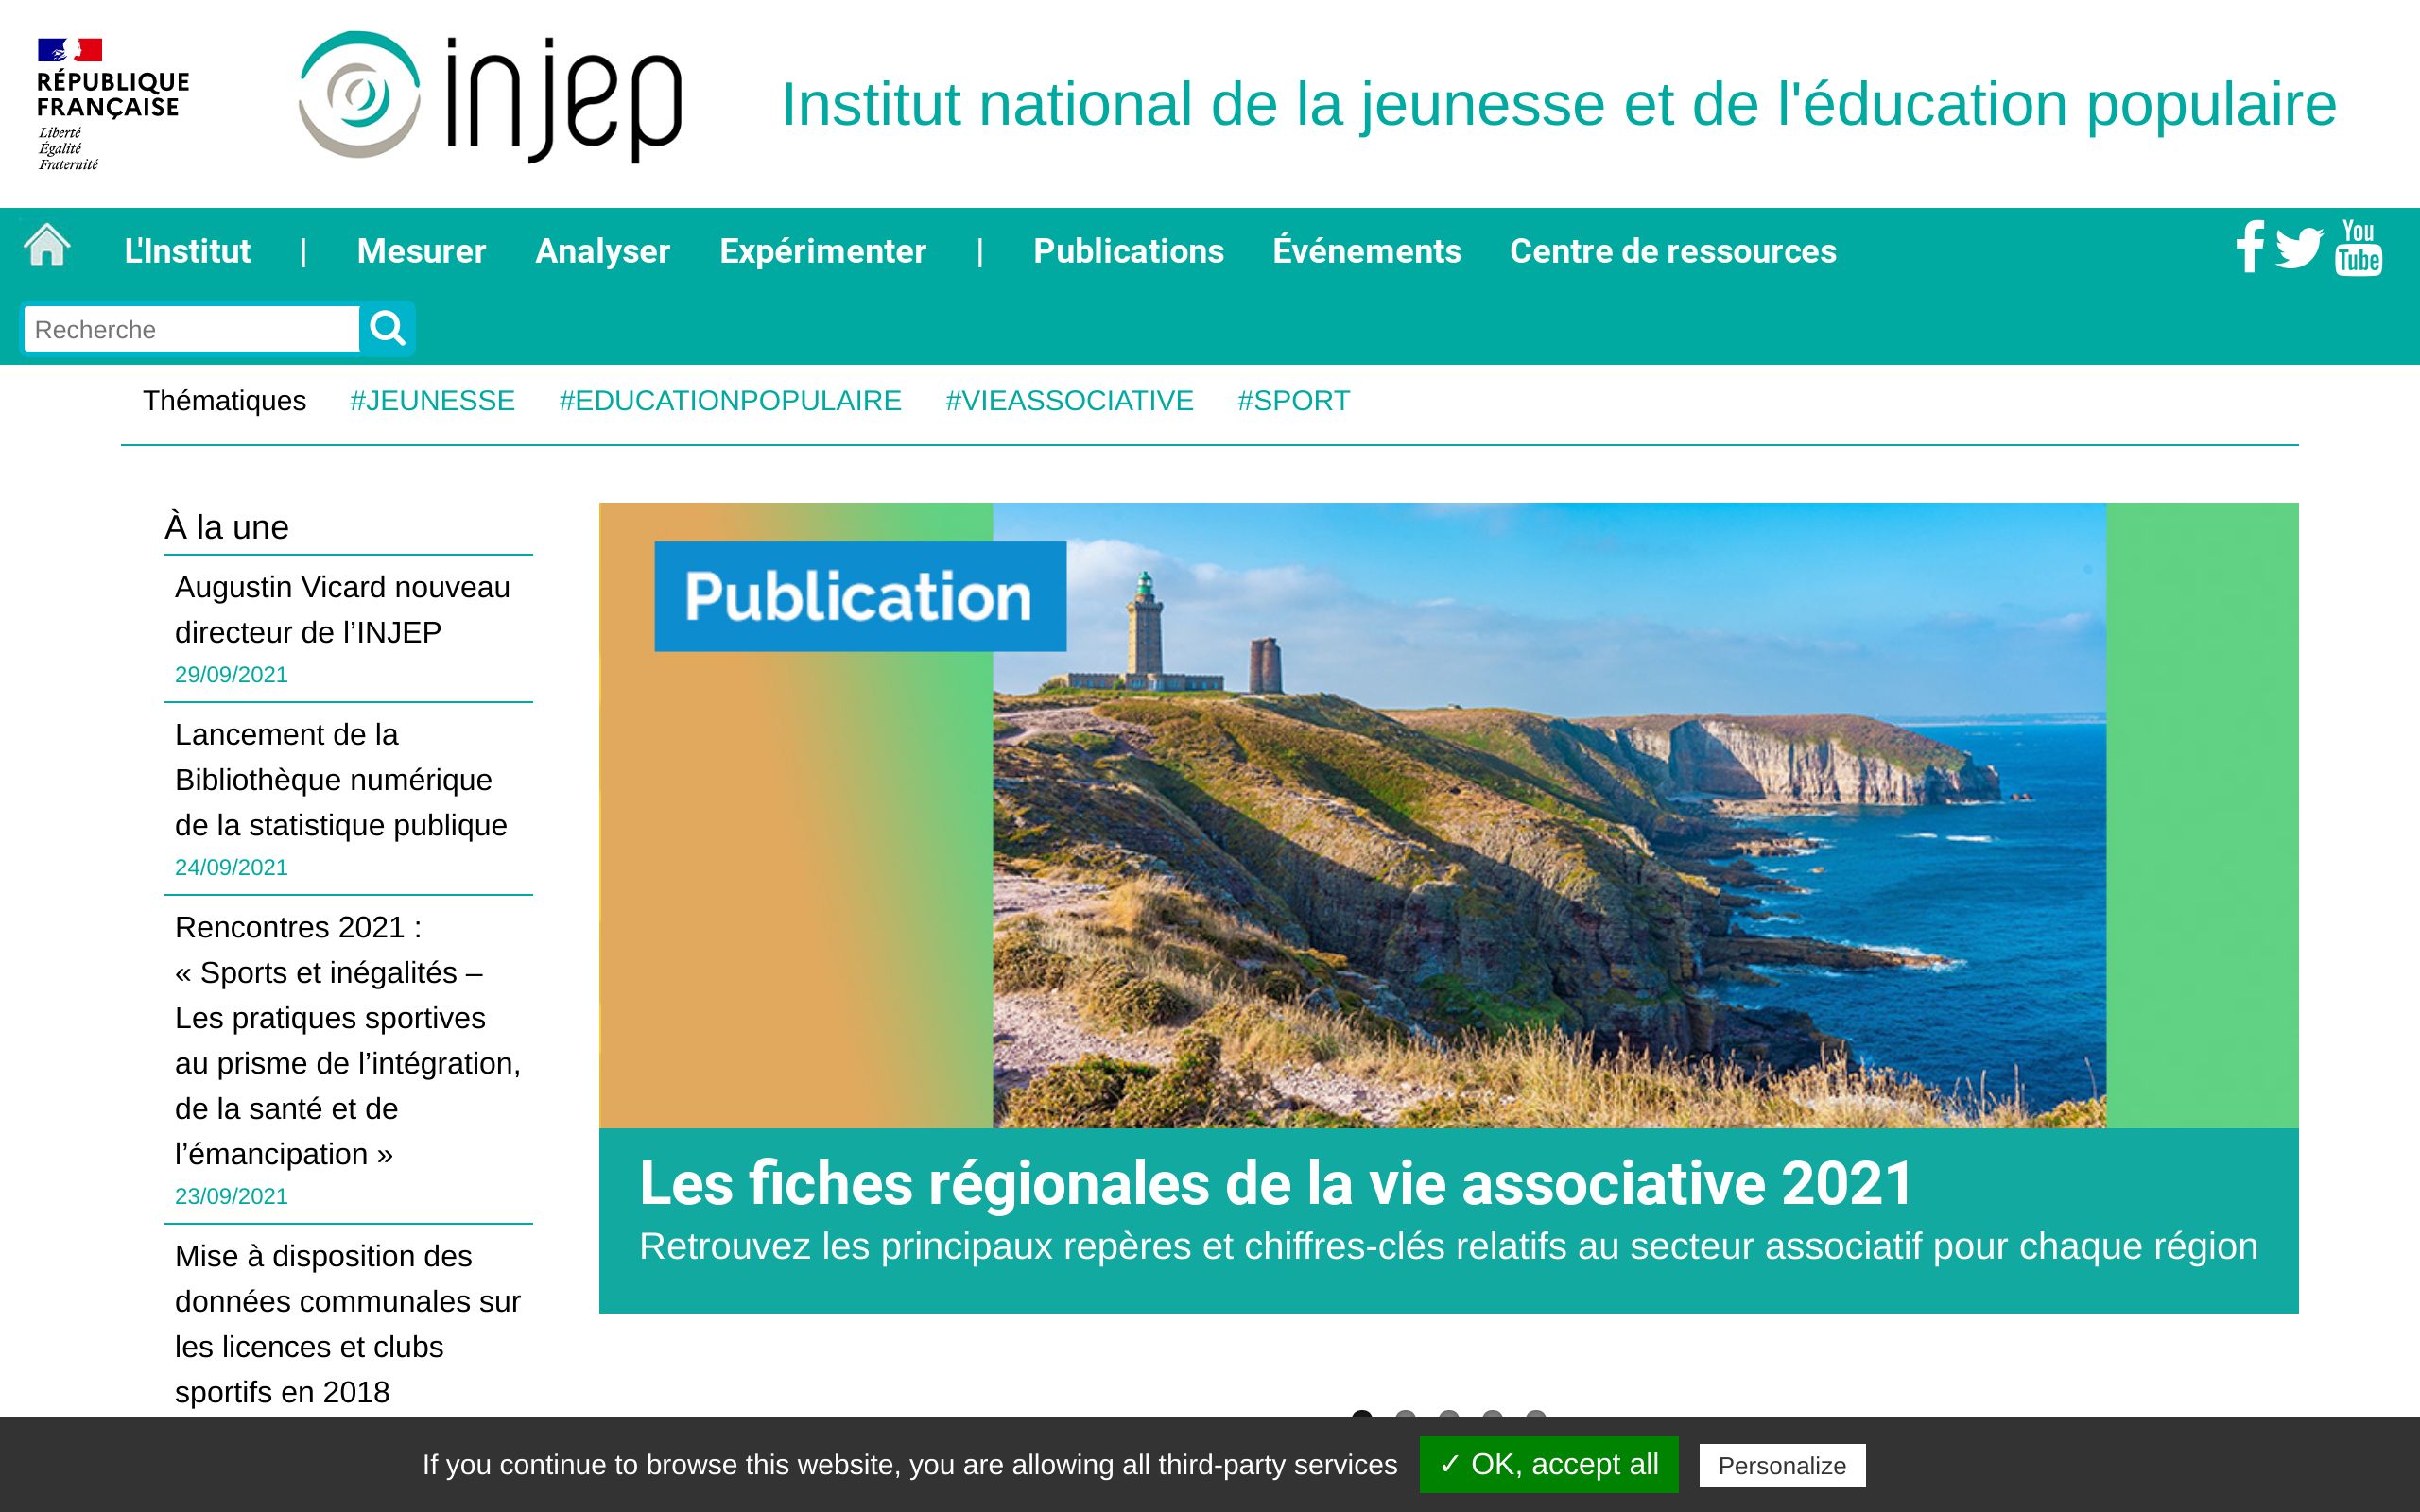 RÉPUBLIQUE
FRANÇAISE
Liberté
Égalité
Fraternité
injep
Institut national de la jeunesse et de l'éducation populaire
L'Institut | Mesurer Analyser Expérimenter | Publications Événements Centre de ressources
You
Tube
Recherche
Thématiques #JEUNESSE #EDUCATIONPOPULAIRE #VIEASSOCIATIVE #SPORT
À la une
Augustin Vicard nouveau
directeur de l’INJEP
29/09/2021
Lancement de la
Bibliothèque numérique
de la statistique publique
24/09/2021
Rencontres 2021 :
« Sports et inégalités –
Les pratiques sportives
au prisme de l’intégration,
de la santé et de
l’émancipation »
23/09/2021
Mise à disposition des
données communales sur
les licences et clubs
sportifs en 2018
Publication
Les fiches régionales de la vie associative 2021
Retrouvez les principaux repères et chiffres-clés relatifs au secteur associatif pour chaque région
If you continue to browse this website, you are allowing all third-party services ✓ OK, accept all Personalize